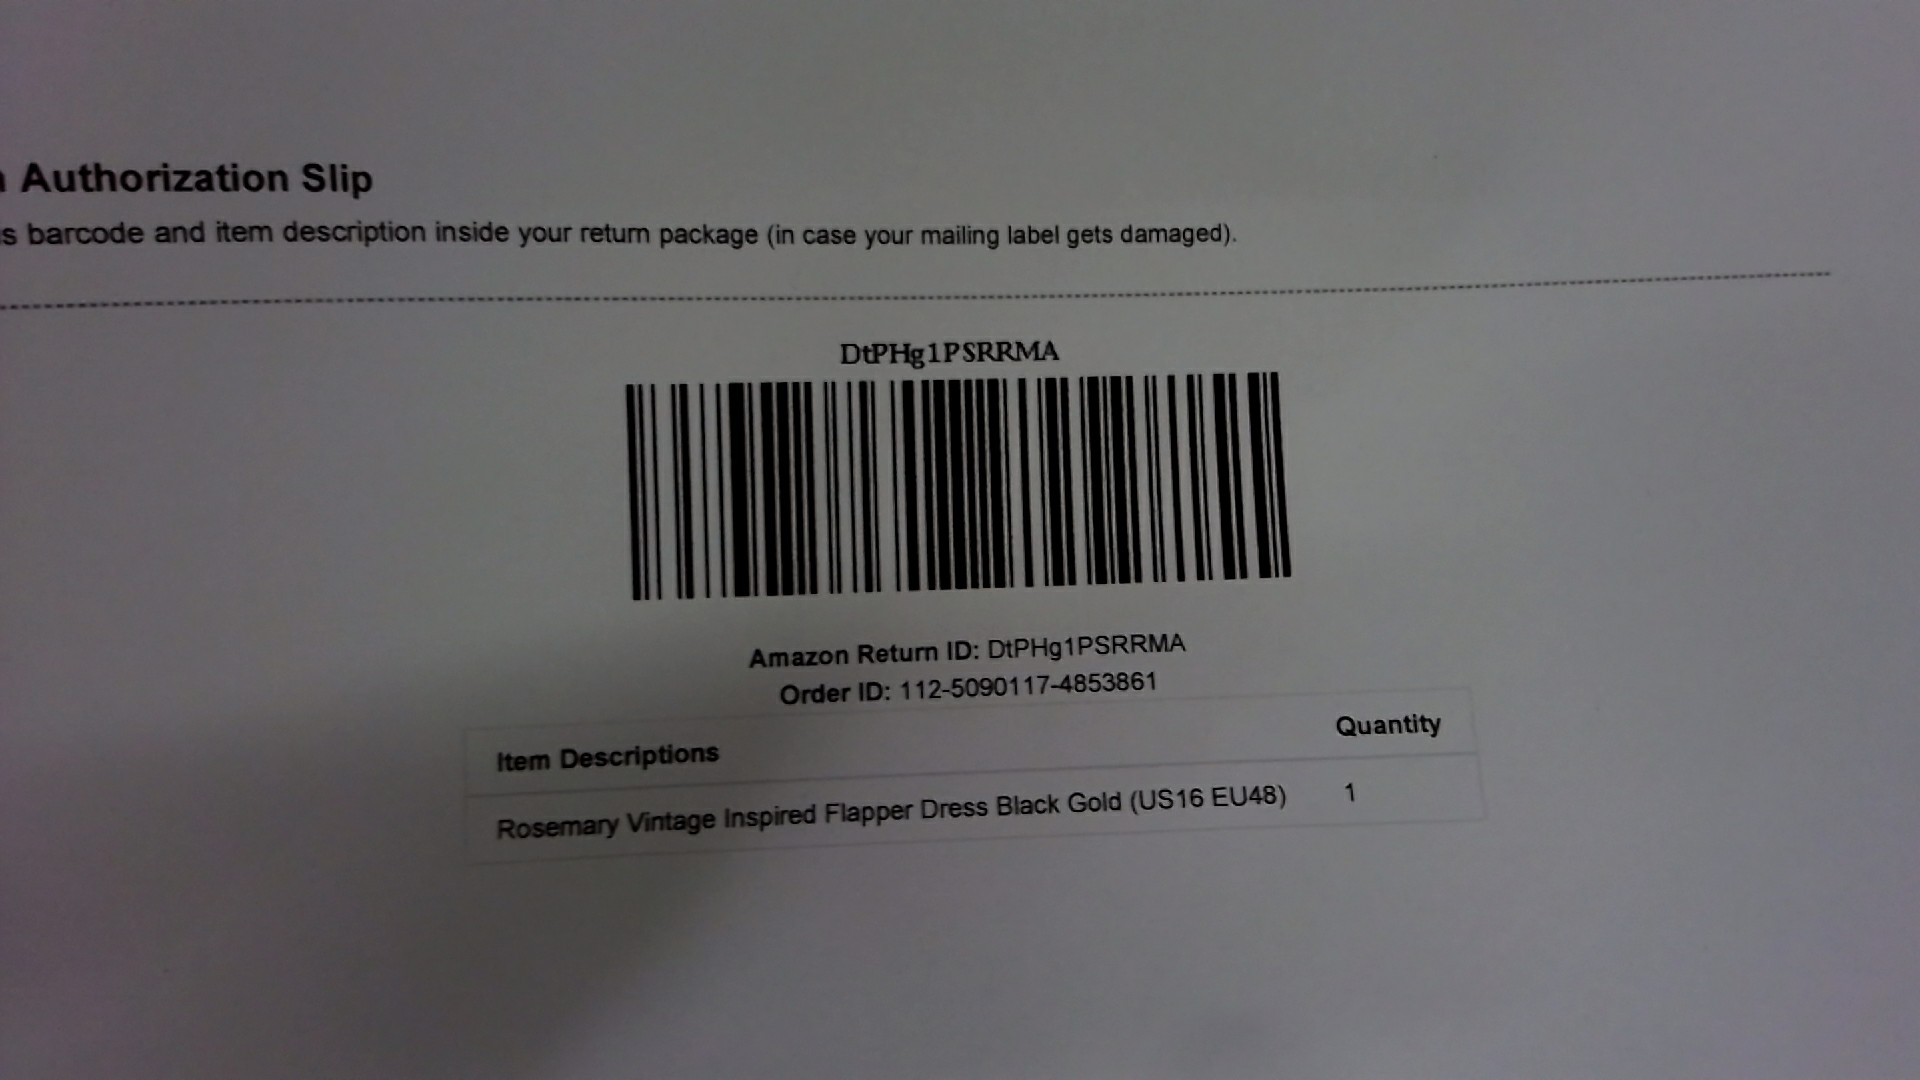 Authorization Slip
s barcode and item description inside your return package (in case your mailing label gets damaged).
DtPHg1PSRRMA
Amazon Return ID: DtPHg1PSRRMA
Order ID: 112-5090117-4853861
Item Descriptions Quantity
Rosemary Vintage Inspired Flapper Dress Black Gold (US16 EU48) 1